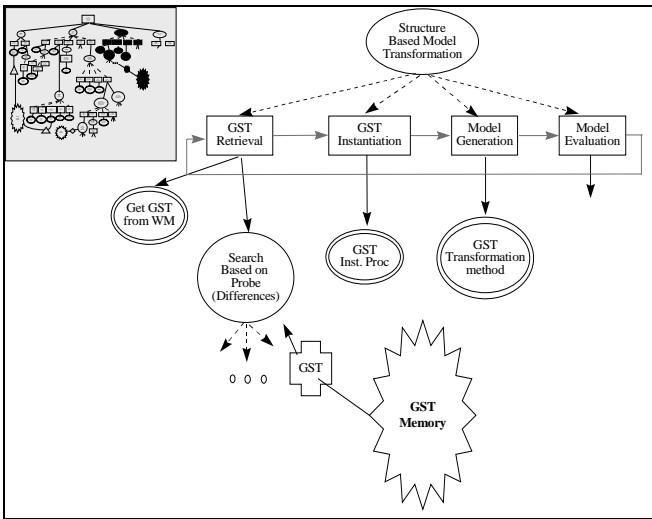 Structure
Based Model
Transformation
GST
Retrieval
GST
Instantiation
Model
Generation
Model
Evaluation
Get GST
from WM
Search
Based on
Probe
(Differences)
GST
Inst. Proc
GST
Transformation
method
GST
GST
Memory